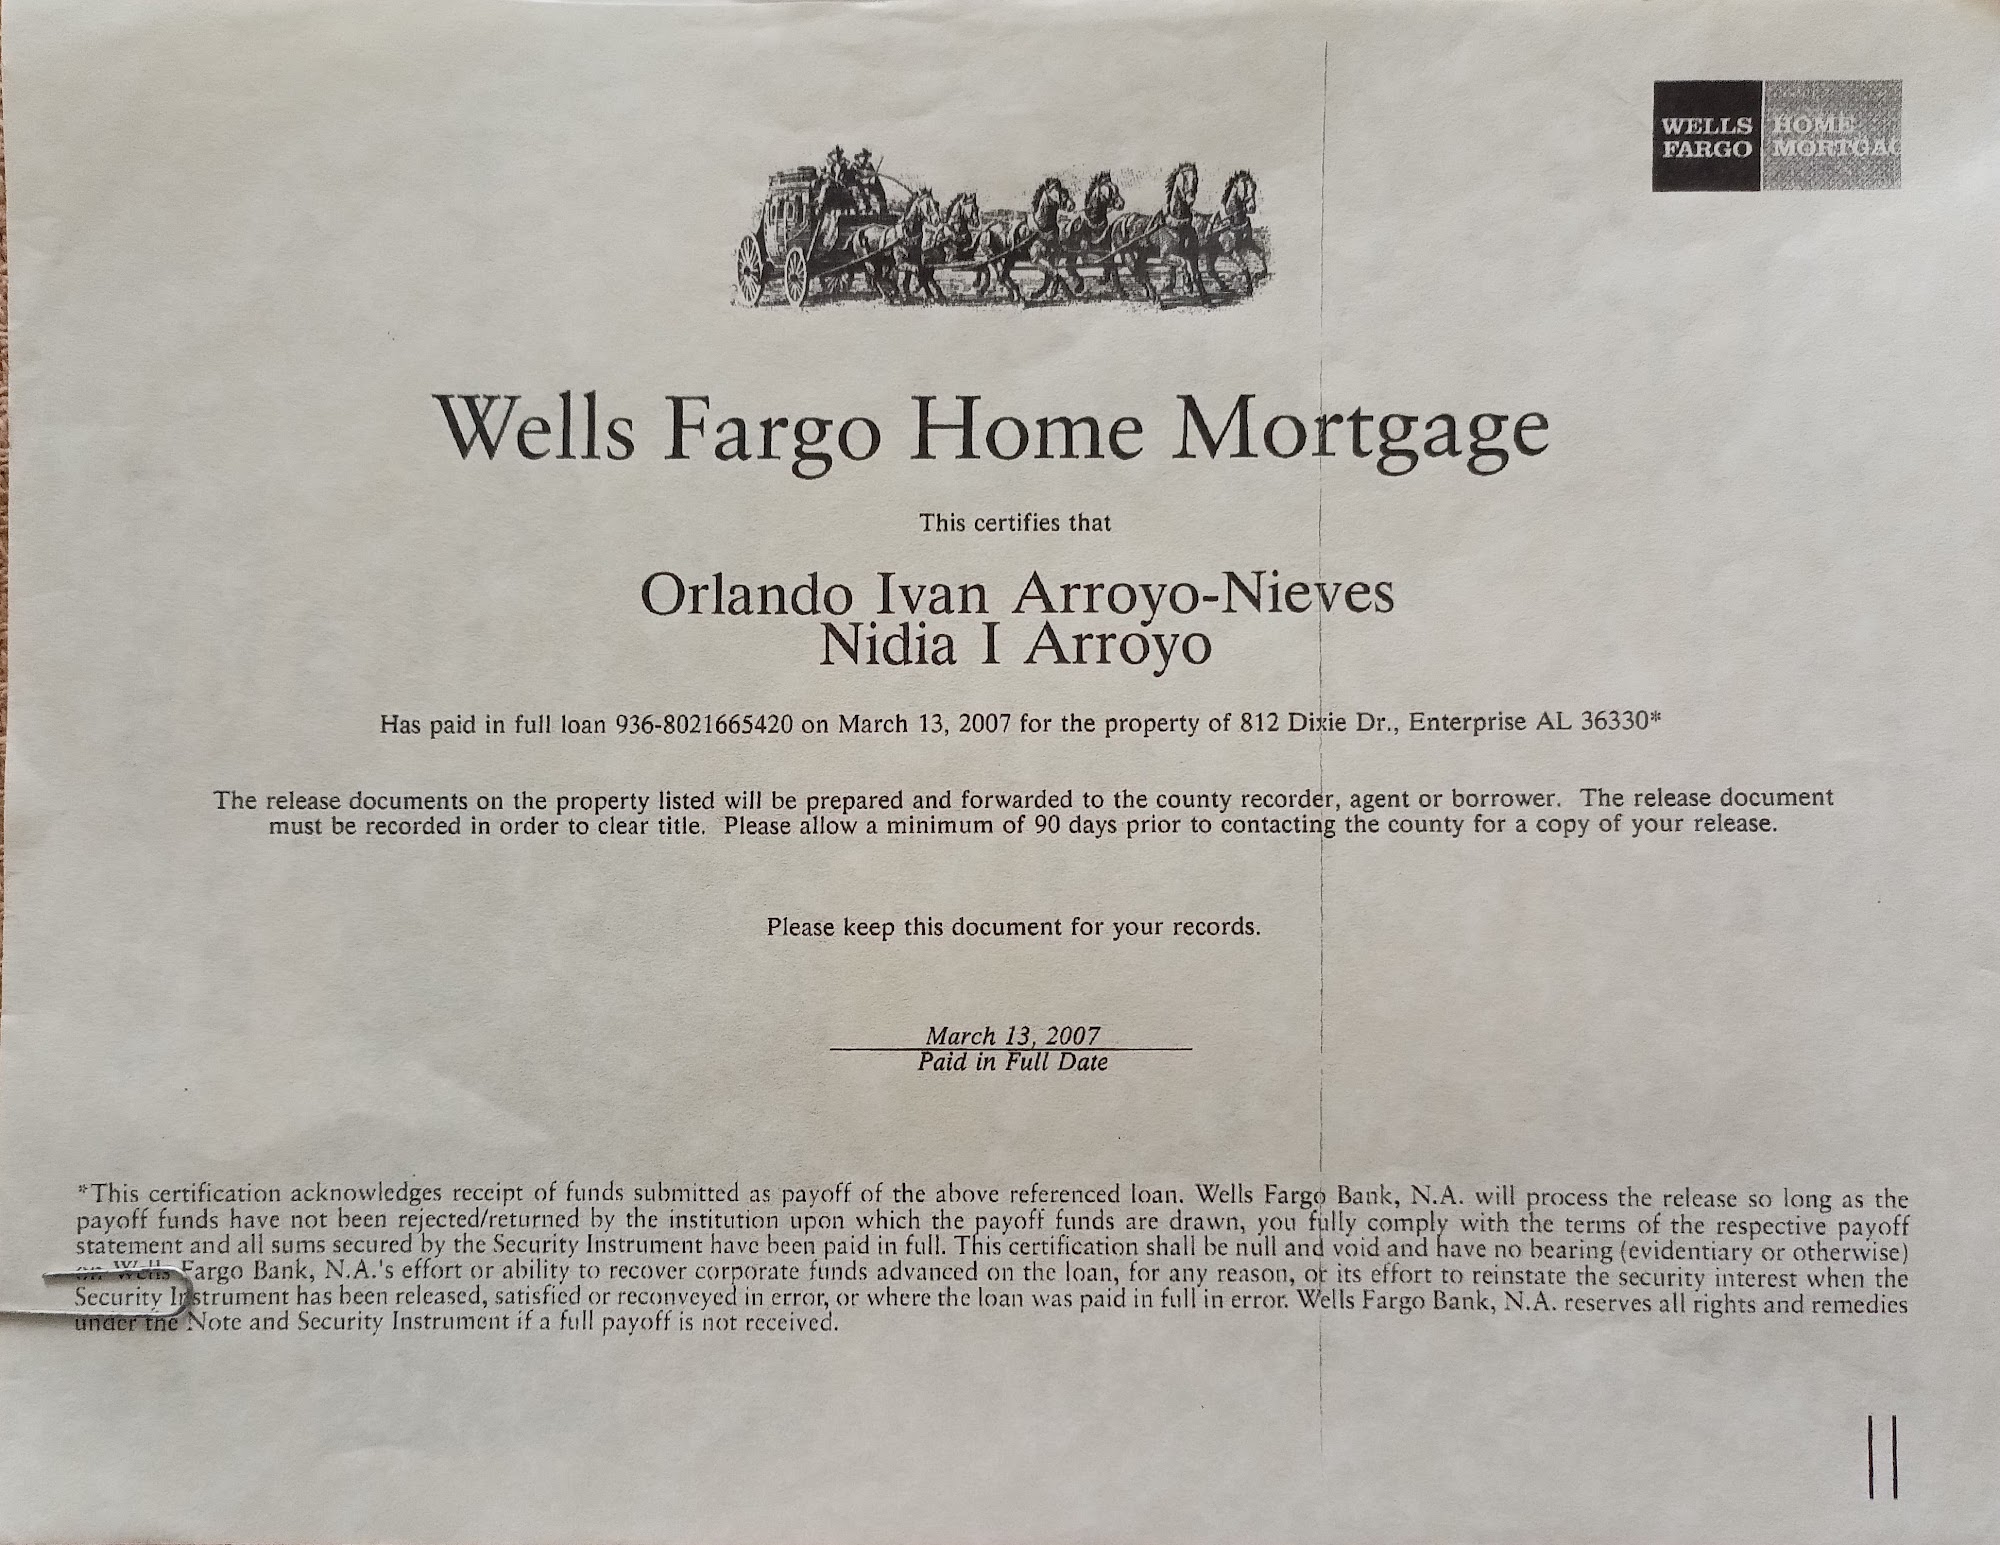 WELLS HOME
FARGO MORTGAG
Wells Fargo Home Mortgage
This certifies that
Orlando Ivan Arroyo-Nieves
Nidia I Arroyo
Has paid in full loan 936-8021665420 on March 13, 2007 for the property of 812 Dixie Dr., Enterprise AL 36330*
The release documents on the property listed will be prepared and forwarded to the county recorder, agent or borrower. The release document
must be recorded in order to clear title. Please allow a minimum of 90 days prior to contacting the county for a copy of your release.
Please keep this document for your records.
March 13, 2007
Paid in Full Date
*This certification acknowledges receipt of funds submitted as payoff of the above referenced loan. Wells Fargo Bank, N.A. will process the release so long as the
payoff funds have not been rejected/returned by the institution upon which the payoff funds are drawn, you fully comply with the terms of the respective payoff
statement and all sums secured by the Security Instrument have been paid in full. This certification shall be null and void and have no bearing (evidentiary or otherwise)
on Wells Fargo Bank, N.A.'s effort or ability to recover corporate funds advanced on the loan, for any reason, or its effort to reinstate the security interest when the
Security Instrument has been released, satisfied or reconveyed in error, or where the loan was paid in full in error. Wells Fargo Bank, N.A. reserves all rights and remedies
under the Note and Security Instrument if a full payoff is not received.